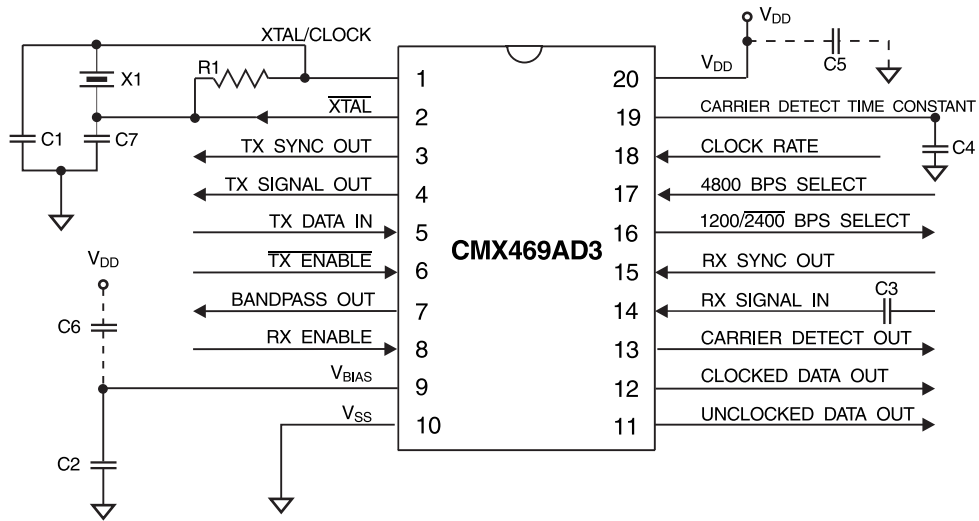 XTAL/CLOCK
V_DD
R1
X1
C5
1
20
V_DD
XTAL
2
19
CARRIER DETECT TIME CONSTANT
C1
C7
C4
TX SYNC OUT
3
18
CLOCK RATE
TX SIGNAL OUT
4
17
4800 BPS SELECT
TX DATA IN
5
16
1200/2400 BPS SELECT
CMX469AD3
TX ENABLE
6
15
RX SYNC OUT
V_DD
BANDPASS OUT
7
14
RX SIGNAL IN
C3
C6
RX ENABLE
8
13
CARRIER DETECT OUT
V_BIAS
9
12
CLOCKED DATA OUT
V_SS
10
11
UNCLOCKED DATA OUT
C2